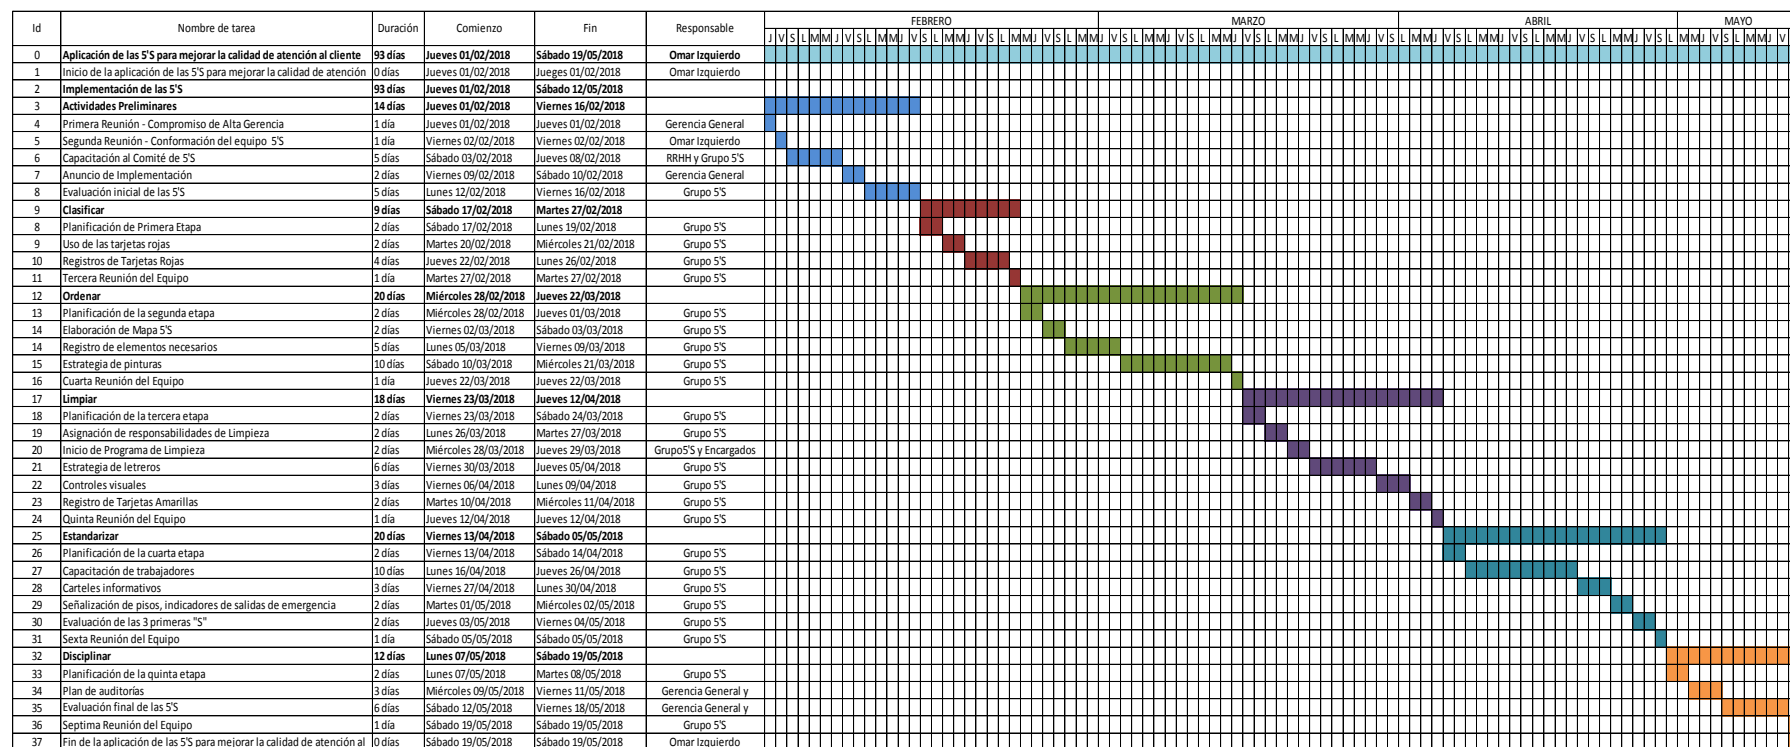 Id Nombre de tarea Duración Comienzo Fin Responsable FEBRERO MARZO ABRIL MAYO
0 Aplicación de las 5'S para mejorar la calidad de atención al cliente 93 días Jueves 01/02/2018 Sábado 19/05/2018 Omar Izquierdo
1 Inicio de la aplicación de las 5'S para mejorar la calidad de atención 0 días Jueves 01/02/2018 Jueges 01/02/2018 Omar Izquierdo
2 Implementación de las 5'S 93 días Jueves 01/02/2018 Sábado 12/05/2018
3 Actividades Preliminares 14 días Jueves 01/02/2018 Viernes 16/02/2018
4 Primera Reunión - Compromiso de Alta Gerencia 1 día Jueves 01/02/2018 Jueves 01/02/2018 Gerencia General
5 Segunda Reunión - Conformación del equipo 5'S 1 día Viernes 02/02/2018 Viernes 02/02/2018 Omar Izquierdo
6 Capacitación al Comité de 5'S 5 días Sábado 03/02/2018 Jueves 08/02/2018 RRHH y Grupo 5'S
7 Anuncio de Implementación 2 días Viernes 09/02/2018 Sábado 10/02/2018 Gerencia General
8 Evaluación inicial de las 5'S 5 días Lunes 12/02/2018 Viernes 16/02/2018 Grupo 5'S
9 Clasificar 9 días Sábado 17/02/2018 Martes 27/02/2018
8 Planificación de Primera Etapa 2 días Sábado 17/02/2018 Lunes 19/02/2018 Grupo 5'S
9 Uso de las tarjetas rojas 2 días Martes 20/02/2018 Miércoles 21/02/2018 Grupo 5'S
10 Registros de Tarjetas Rojas 4 días Jueves 22/02/2018 Lunes 26/02/2018 Grupo 5'S
11 Tercera Reunión del Equipo 1 día Martes 27/02/2018 Martes 27/02/2018 Grupo 5'S
12 Ordenar 20 días Miércoles 28/02/2018 Jueves 22/03/2018
13 Planificación de la segunda etapa 2 días Miércoles 28/02/2018 Jueves 01/03/2018 Grupo 5'S
14 Elaboración de Mapa 5'S 2 días Viernes 02/03/2018 Sábado 03/03/2018 Grupo 5'S
14 Registro de elementos necesarios 5 días Lunes 05/03/2018 Viernes 09/03/2018 Grupo 5'S
15 Estrategia de pinturas 10 días Sábado 10/03/2018 Miércoles 21/03/2018 Grupo 5'S
16 Cuarta Reunión del Equipo 1 día Jueves 22/03/2018 Jueves 22/03/2018 Grupo 5'S
17 Limpiar 18 días Viernes 23/03/2018 Jueves 12/04/2018
18 Planificación de la tercera etapa 2 días Viernes 23/03/2018 Sábado 24/03/2018 Grupo 5'S
19 Asignación de responsabilidades de Limpieza 2 días Lunes 26/03/2018 Martes 27/03/2018 Grupo 5'S
20 Inicio de Programa de Limpieza 2 días Miércoles 28/03/2018 Jueves 29/03/2018 Grupo5'S y Encargados
21 Estrategia de letreros 6 días Viernes 30/03/2018 Jueves 05/04/2018 Grupo 5'S
22 Controles visuales 3 días Viernes 06/04/2018 Lunes 09/04/2018 Grupo 5'S
23 Registro de Tarjetas Amarillas 2 días Martes 10/04/2018 Miércoles 11/04/2018 Grupo 5'S
24 Quinta Reunión del Equipo 1 día Jueves 12/04/2018 Jueves 12/04/2018 Grupo 5'S
25 Estandarizar 20 días Viernes 13/04/2018 Sábado 05/05/2018
26 Planificación de la cuarta etapa 2 días Viernes 13/04/2018 Sábado 14/04/2018 Grupo 5'S
27 Capacitación de trabajadores 10 días Lunes 16/04/2018 Jueves 26/04/2018 Grupo 5'S
28 Carteles informativos 3 días Viernes 27/04/2018 Lunes 30/04/2018 Grupo 5'S
29 Señalización de pisos, indicadores de salidas de emergencia 2 días Martes 01/05/2018 Miércoles 02/05/2018 Grupo 5'S
30 Evaluación de las 3 primeras "S" 2 días Jueves 03/05/2018 Viernes 04/05/2018 Grupo 5'S
31 Sexta Reunión del Equipo 1 día Sábado 05/05/2018 Sábado 05/05/2018 Grupo 5'S
32 Disciplinar 12 días Lunes 07/05/2018 Sábado 19/05/2018
33 Planificación de la quinta etapa 2 días Lunes 07/05/2018 Martes 08/05/2018 Grupo 5'S
34 Plan de auditorías 3 días Miércoles 09/05/2018 Viernes 11/05/2018 Gerencia General y
35 Evaluación final de las 5'S 6 días Sábado 12/05/2018 Viernes 18/05/2018 Gerencia General y
36 Septima Reunión del Equipo 1 día Sábado 19/05/2018 Sábado 19/05/2018 Grupo 5'S
37 Fin de la aplicación de las 5'S para mejorar la calidad de atención al 0 días Sábado 19/05/2018 Sábado 19/05/2018 Omar Izquierdo